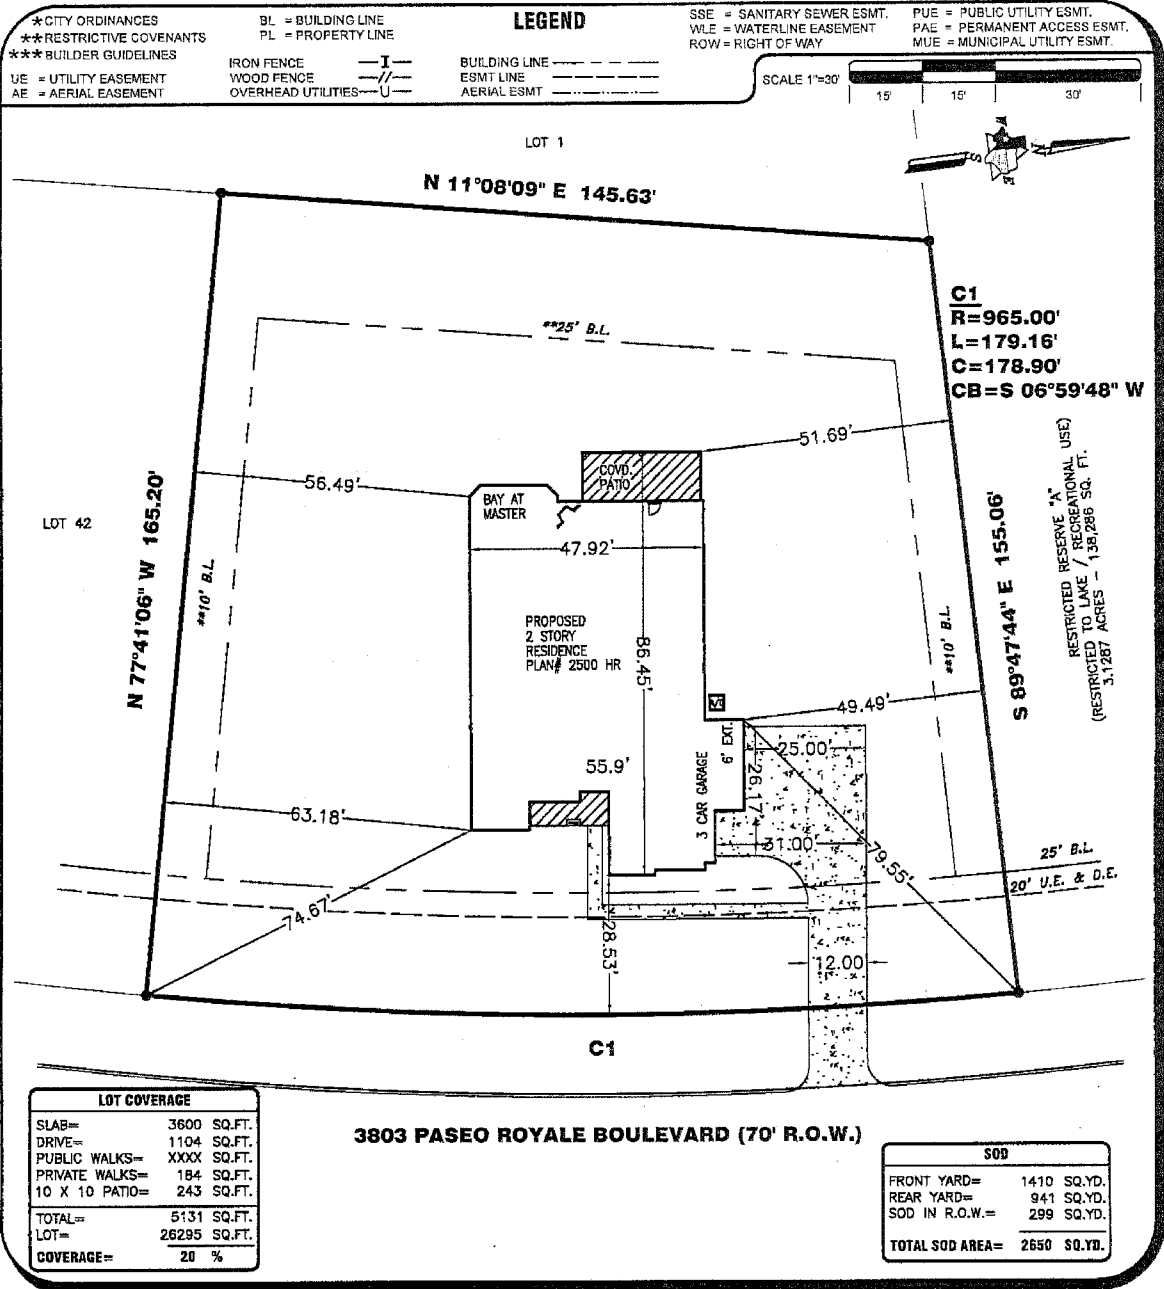 *CITY ORDINANCES
**RESTRICTIVE COVENANTS
***BUILDER GUIDELINES
UE = UTILITY EASEMENT
AE = AERIAL EASEMENT
BL = BUILDING LINE
PL = PROPERTY LINE
IRON FENCE I
WOOD FENCE //
OVERHEAD UTILITIES U
LEGEND
BUILDING LINE
ESMT LINE
AERIAL ESMT
SSE = SANITARY SEWER ESMT.
WLE = WATERLINE EASEMENT
ROW = RIGHT OF WAY
PUE = PUBLIC UTILITY ESMT.
PAE = PERMANENT ACCESS ESMT.
MUE = MUNICIPAL UTILITY ESMT.
SCALE 1"=30'
15' 15' 30'
LOT 1
W
S N
E
N 11°08'09" E 145.63'
C1
R=965.00'
L=179.16'
C=178.90'
CB=S 06°59'48" W
**25' B.L.
51.69'
COVD.
PATIO
56.49'
BAY AT
MASTER
47.92'
LOT 42
N 77°41'06" W 165.20'
**10' B.L.
S 89°47'44" E 155.06'
RESTRICTED RESERVE "A"
(RESTRICTED TO LAKE / RECREATIONAL USE)
3.1287 ACRES - 138,286 SQ. FT.
**10' B.L.
PROPOSED
2 STORY
RESIDENCE
PLAN# 2500 HR
86.45'
49.49'
6' EXT.
3 CAR GARAGE
25.00'
26.17'
55.9'
63.18'
31.00'
79.55'
25' B.L.
20' U.E. & D.E.
74.67'
28.53'
12.00
C1
3803 PASEO ROYALE BOULEVARD (70' R.O.W.)
LOT COVERAGE
SLAB= 3600 SQ.FT.
DRIVE= 1104 SQ.FT.
PUBLIC WALKS= XXXX SQ.FT.
PRIVATE WALKS= 184 SQ.FT.
10 X 10 PATIO= 243 SQ.FT.
TOTAL= 5131 SQ.FT.
LOT= 26295 SQ.FT.
COVERAGE= 20 %
SOD
FRONT YARD= 1410 SQ.YD.
REAR YARD= 941 SQ.YD.
SOD IN R.O.W.= 299 SQ.YD.
TOTAL SOD AREA= 2650 SQ.YD.